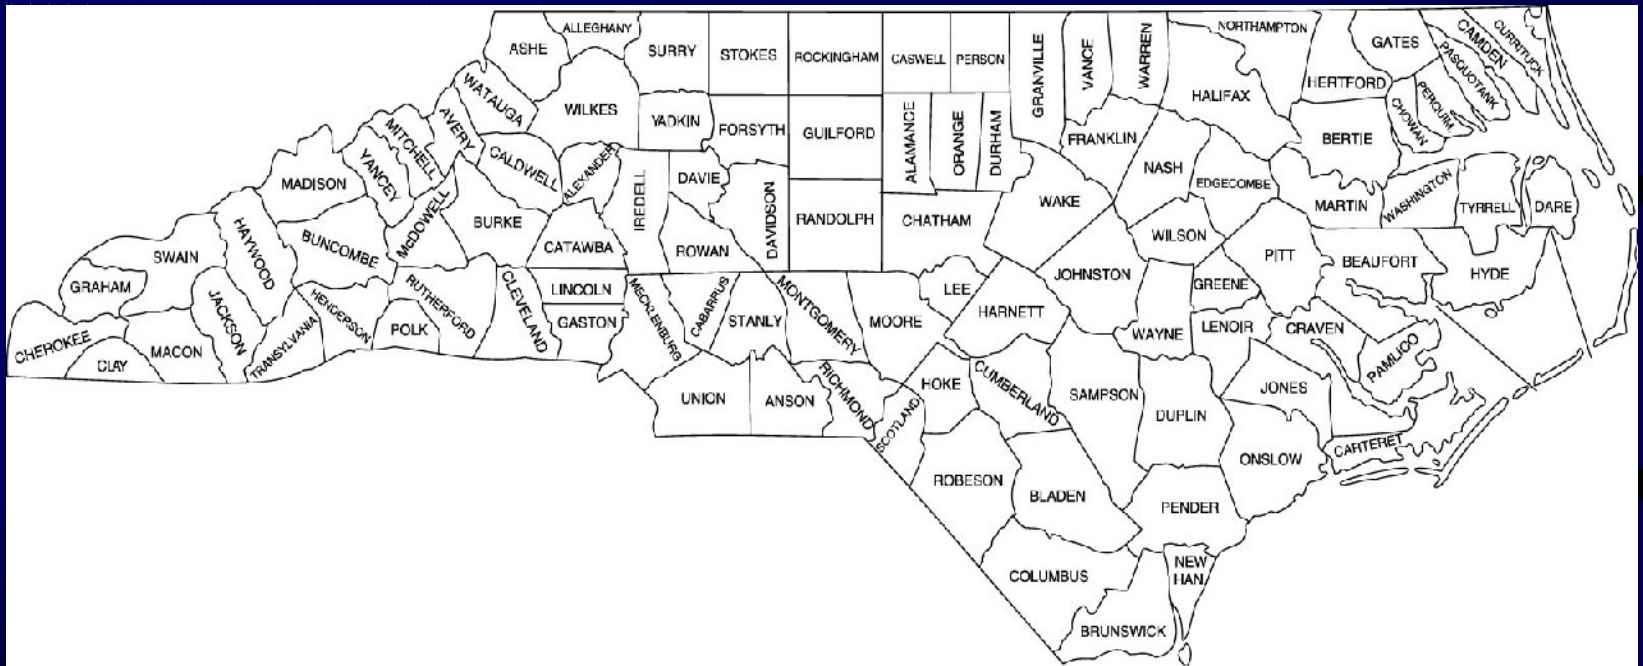 ALLEGHANY
ASHE
SURRY
STOKES
ROCKINGHAM
CASWELL
PERSON
GRANVILLE
VANCE
WARREN
NORTHAMPTON
GATES
CAMDEN
CURRITUCK
PASQUOTANK
HERTFORD
PERQUIM.
CHOWAN
HALIFAX
WATAUGA
WILKES
YADKIN
FORSYTH
GUILFORD
ALAMANCE
ORANGE
DURHAM
FRANKLIN
BERTIE
MITCHELL
AVERY
CALDWELL
ALEXANDER
YANCEY
MADISON
IREDELL
DAVIE
DAVIDSON
RANDOLPH
CHATHAM
WAKE
NASH
EDGECOMBE
MARTIN
WASHINGTON
TYRRELL
DARE
HAYWOOD
SWAIN
BUNCOMBE
McDOWELL
BURKE
CATAWBA
ROWAN
WILSON
PITT
BEAUFORT
HYDE
JOHNSTON
GREENE
GRAHAM
JACKSON
HENDERSON
RUTHERFORD
CLEVELAND
LINCOLN
MECKLENBURG
CABARRUS
STANLY
MONTGOMERY
MOORE
LEE
HARNETT
WAYNE
LENOIR
CRAVEN
PAMLICO
CHEROKEE
CLAY
MACON
TRANSYLVANIA
POLK
GASTON
UNION
ANSON
RICHMOND
SCOTLAND
HOKE
CUMBERLAND
SAMPSON
DUPLIN
JONES
CARTERET
ONSLOW
ROBESON
BLADEN
PENDER
COLUMBUS
NEW
HAN.
BRUNSWICK